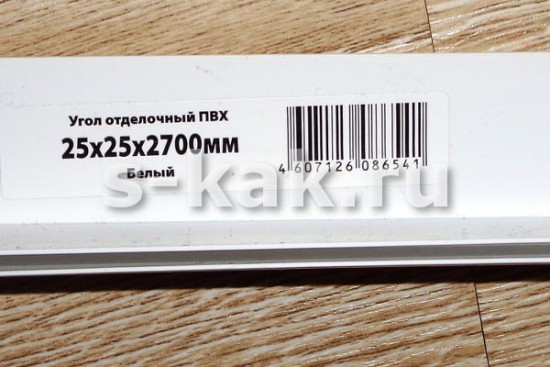 Угол отделочный ПВХ
25x25x2700мм
Белый
4 607126 086541
s-kak.ru